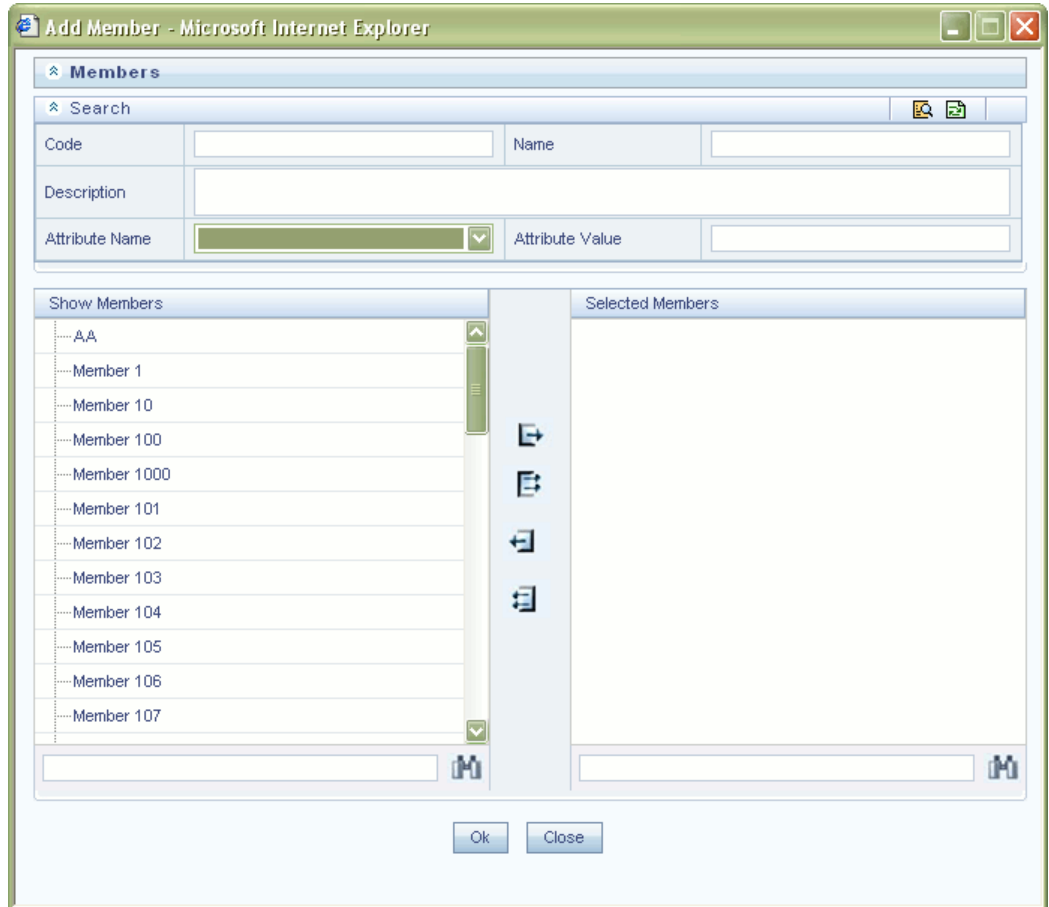 Add Member - Microsoft Internet Explorer
Members
Search
Code
Name
Description
Attribute Name
Attribute Value
Show Members
Selected Members
AA
Member 1
Member 10
Member 100
Member 1000
Member 101
Member 102
Member 103
Member 104
Member 105
Member 106
Member 107
Ok
Close